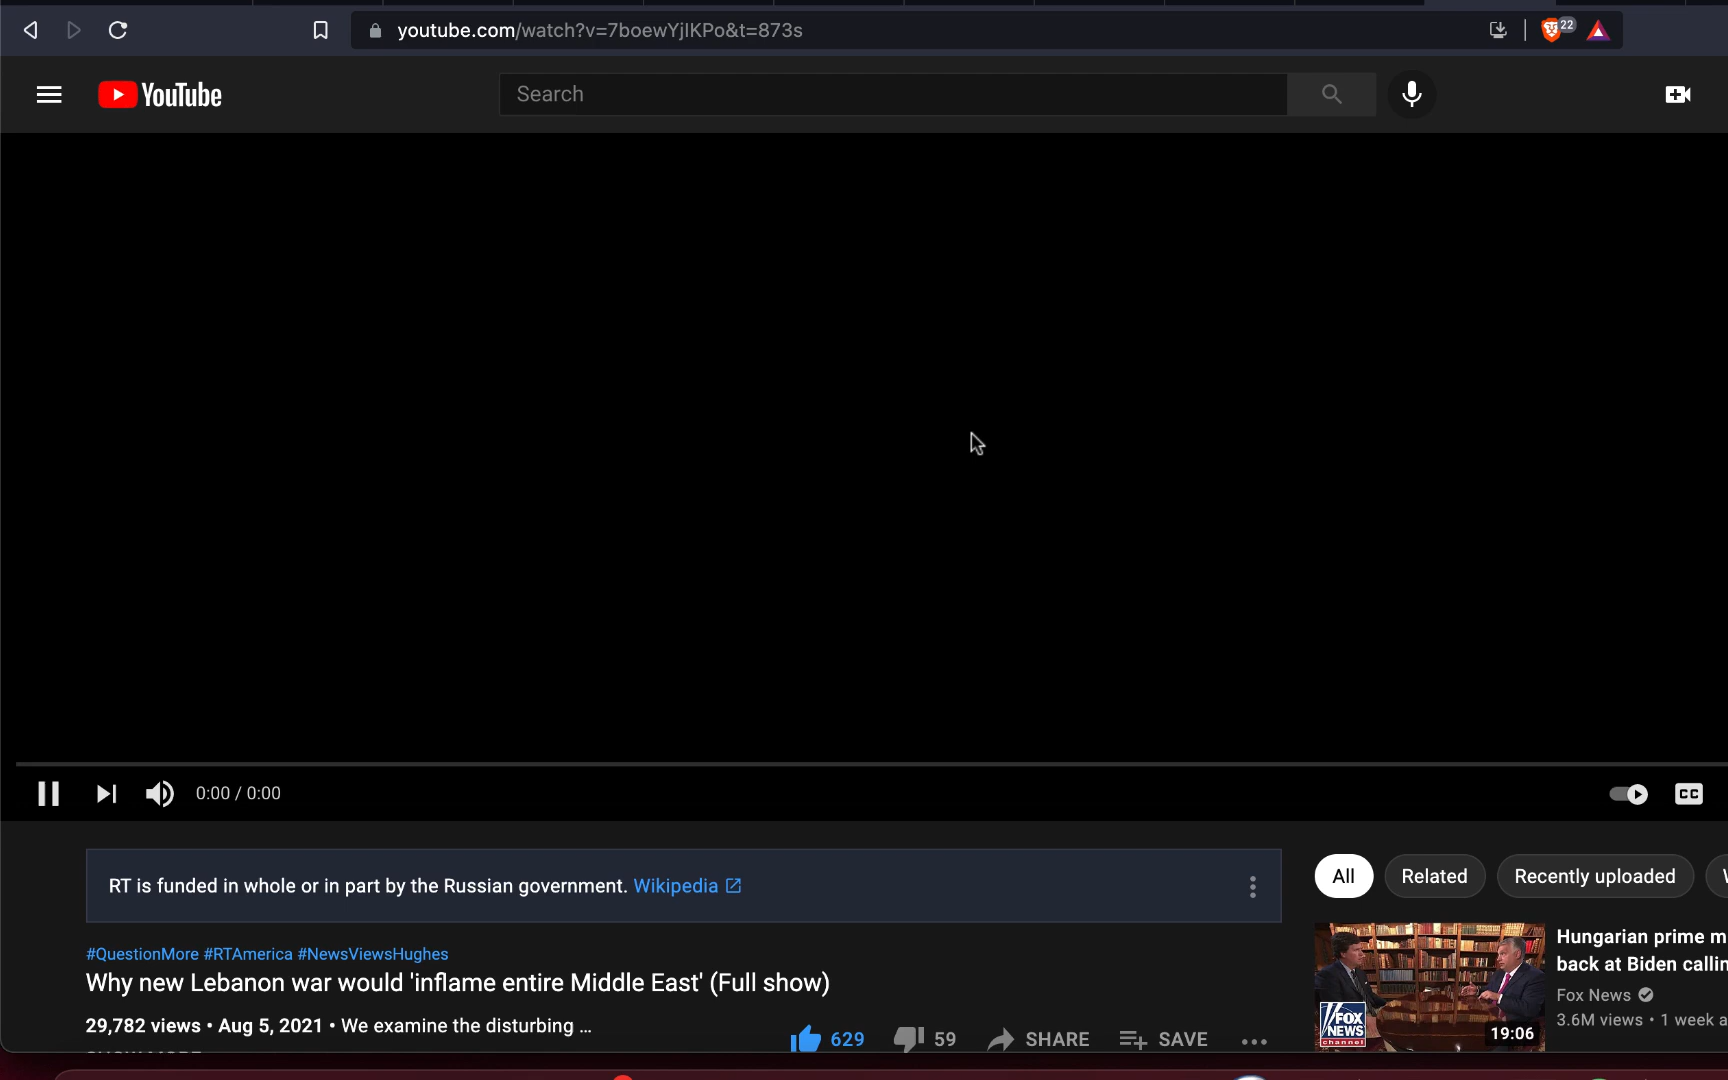 youtube.com/watch?v=7boewYjlKPo&t=873s
22
YouTube
Search
0:00 / 0:00
CC
RT is funded in whole or in part by the Russian government. Wikipedia
All
Related
Recently uploaded
#QuestionMore #RTAmerica #NewsViewsHughes
Why new Lebanon war would 'inflame entire Middle East' (Full show)
29,782 views • Aug 5, 2021 • We examine the disturbing ...
629
59
SHARE
SAVE
FOX
NEWS
channel
19:06
Hungarian prime m
back at Biden callin
Fox News
3.6M views • 1 week a